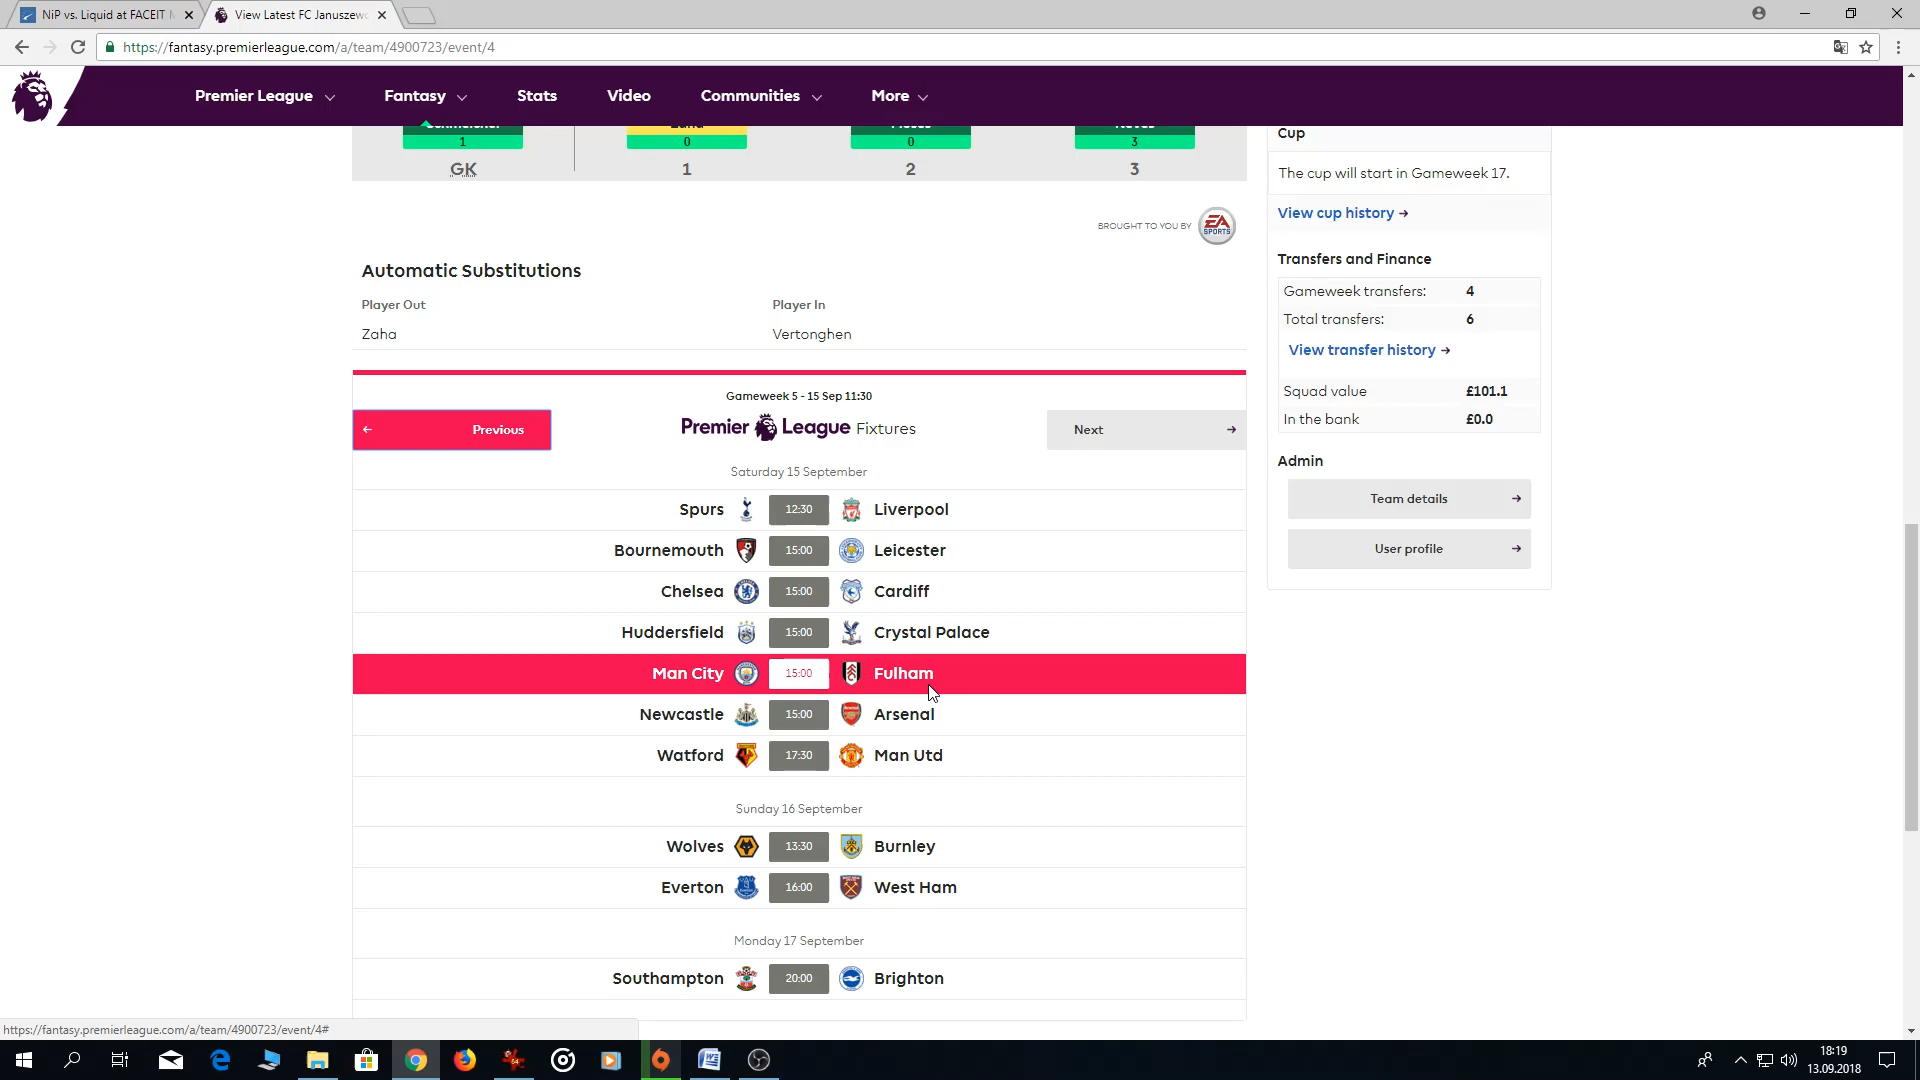 NiP vs. Liquid at FACEIT
View Latest FC Januszew
https://fantasy.premierleague.com/a/team/4900723/event/4
Premier League
Fantasy
Stats
Video
Communities
More
1
0
0
3
GK
1
2
3
BROUGHT TO YOU BY
EA SPORTS
Automatic Substitutions
Player Out
Player In
Zaha
Vertonghen
Gameweek 5 - 15 Sep 11:30
Previous
Premier League Fixtures
Next
Saturday 15 September
Spurs 12:30 Liverpool
Bournemouth 15:00 Leicester
Chelsea 15:00 Cardiff
Huddersfield 15:00 Crystal Palace
Man City 15:00 Fulham
Newcastle 15:00 Arsenal
Watford 17:30 Man Utd
Sunday 16 September
Wolves 13:30 Burnley
Everton 16:00 West Ham
Monday 17 September
Southampton 20:00 Brighton
Cup
The cup will start in Gameweek 17.
View cup history
Transfers and Finance
Gameweek transfers: 4
Total transfers: 6
View transfer history
Squad value £101.1
In the bank £0.0
Admin
Team details
User profile
https://fantasy.premierleague.com/a/team/4900723/event/4#
18:19
13.09.2018